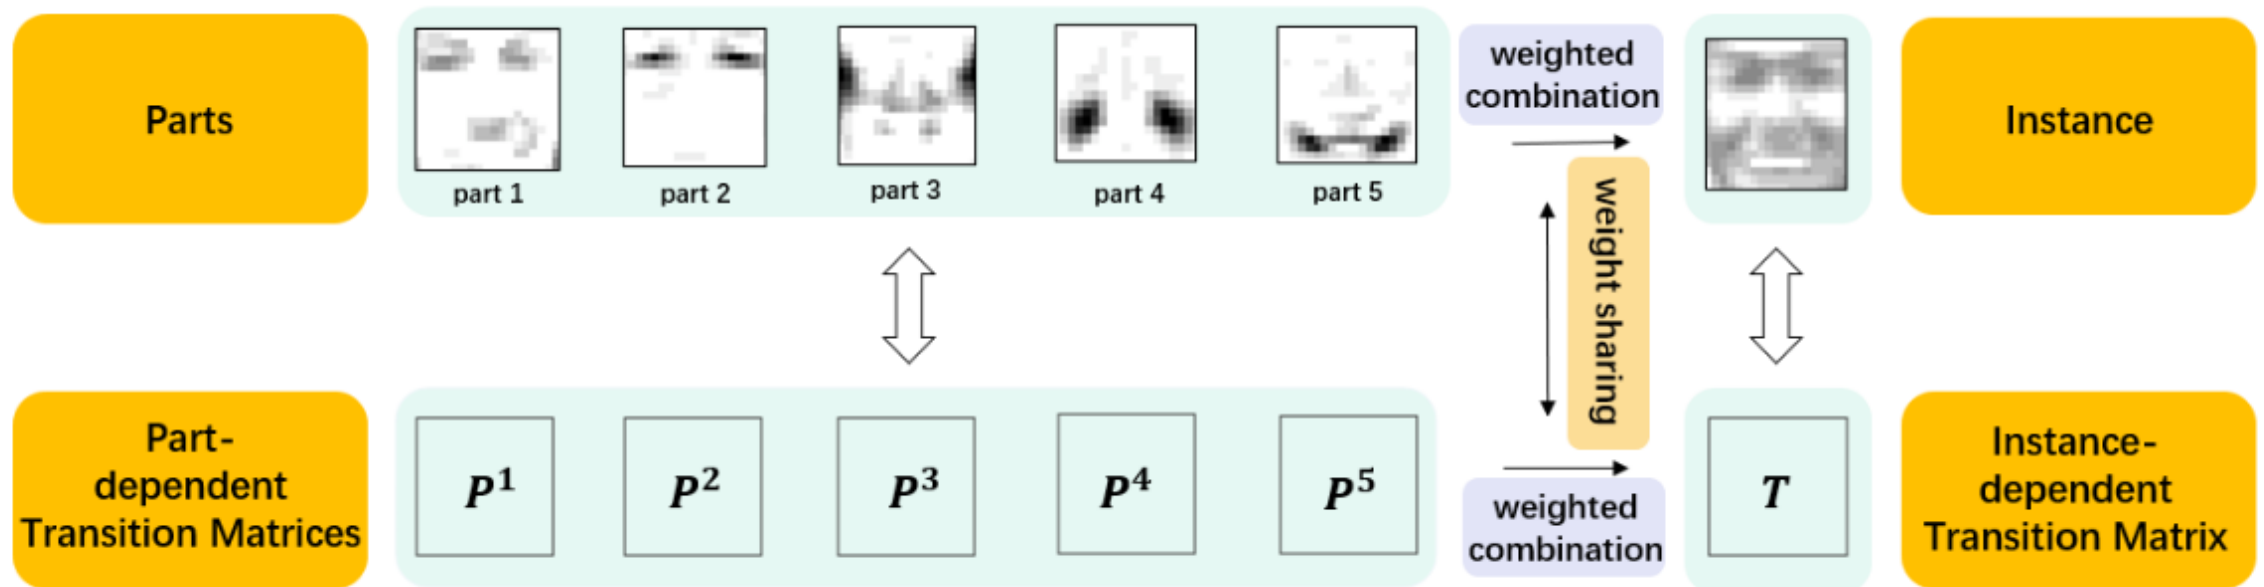 Parts
part 1
part 2
part 3
part 4
part 5
weighted
combination
Instance
weight sharing
Part-
dependent
Transition Matrices
P¹
P²
P³
P⁴
P⁵
weighted
combination
T
Instance-
dependent
Transition Matrix